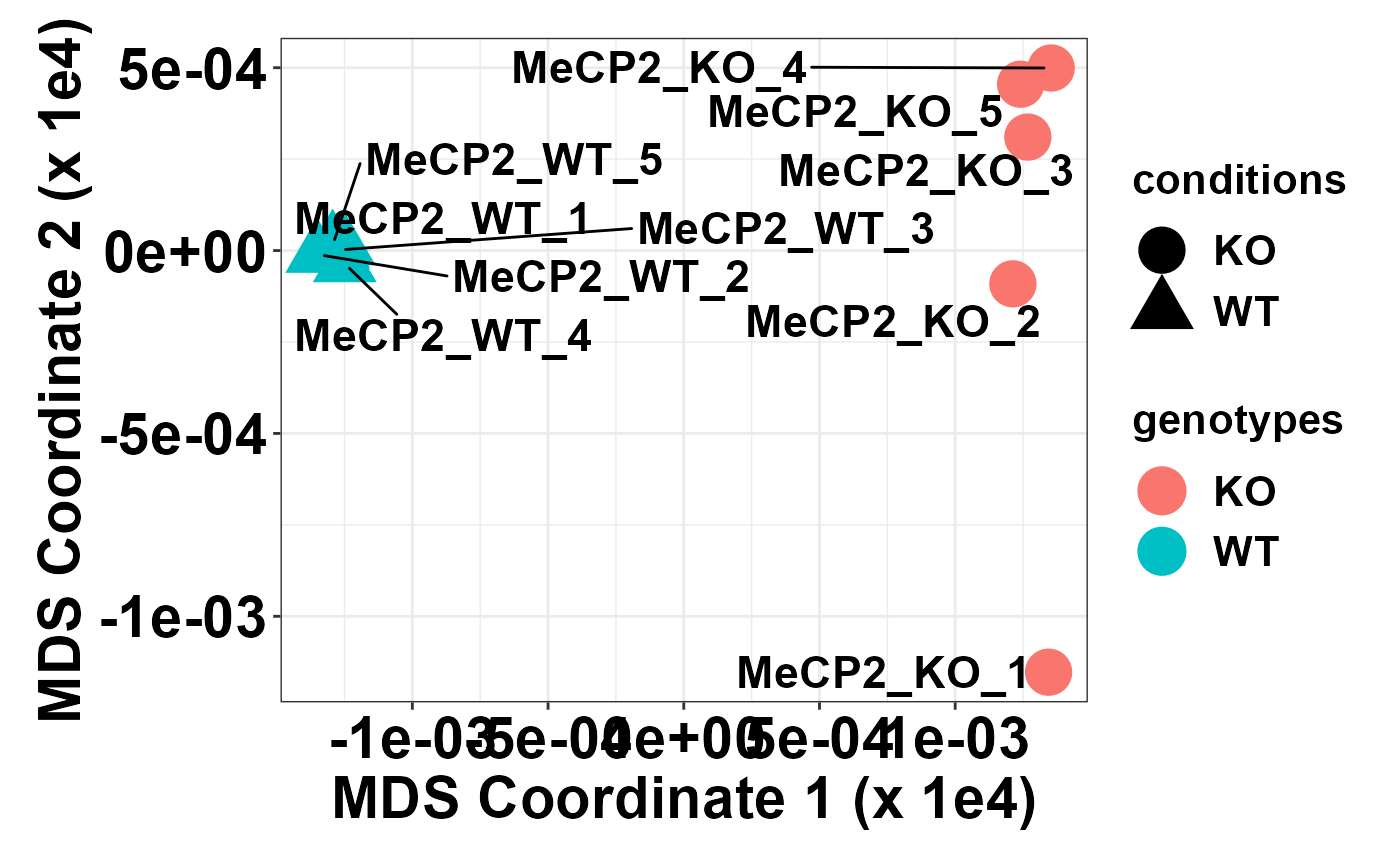 MDS Coordinate 2 (x 1e4)
5e-04
0e+00
-5e-04
-1e-03
MeCP2_KO_4
MeCP2_KO_5
MeCP2_KO_3
MeCP2_WT_5
MeCP2_WT_1
MeCP2_WT_3
MeCP2_WT_2
MeCP2_WT_4
MeCP2_KO_2
MeCP2_KO_1
-1e-03
-5e-04
0e+00
5e-04
1e-03
MDS Coordinate 1 (x 1e4)
conditions
KO
WT
genotypes
KO
WT